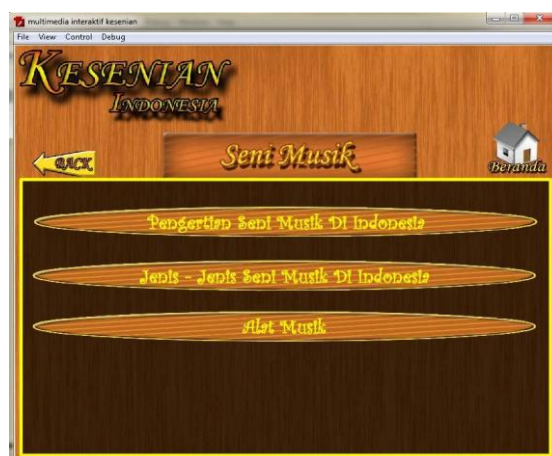 multimedia interaktif kesenian
File View Control Debug
KESENIAN
INDONESIA
BACK
Seni Musik
Beranda
Pengertian Seni Musik Di Indonesia
Jenis - Jenis Seni Musik Di Indonesia
Alat Musik